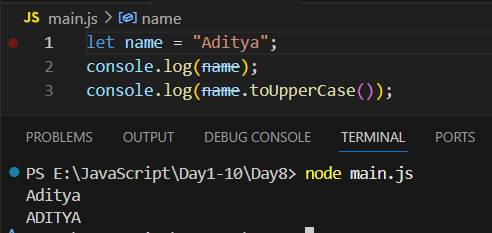 JS main.js > name
1 let name = "Aditya";
2 console.log(name);
3 console.log(name.toUpperCase());
PROBLEMS OUTPUT DEBUG CONSOLE TERMINAL PORTS
PS E:\JavaScript\Day1-10\Day8> node main.js
Aditya
ADITYA